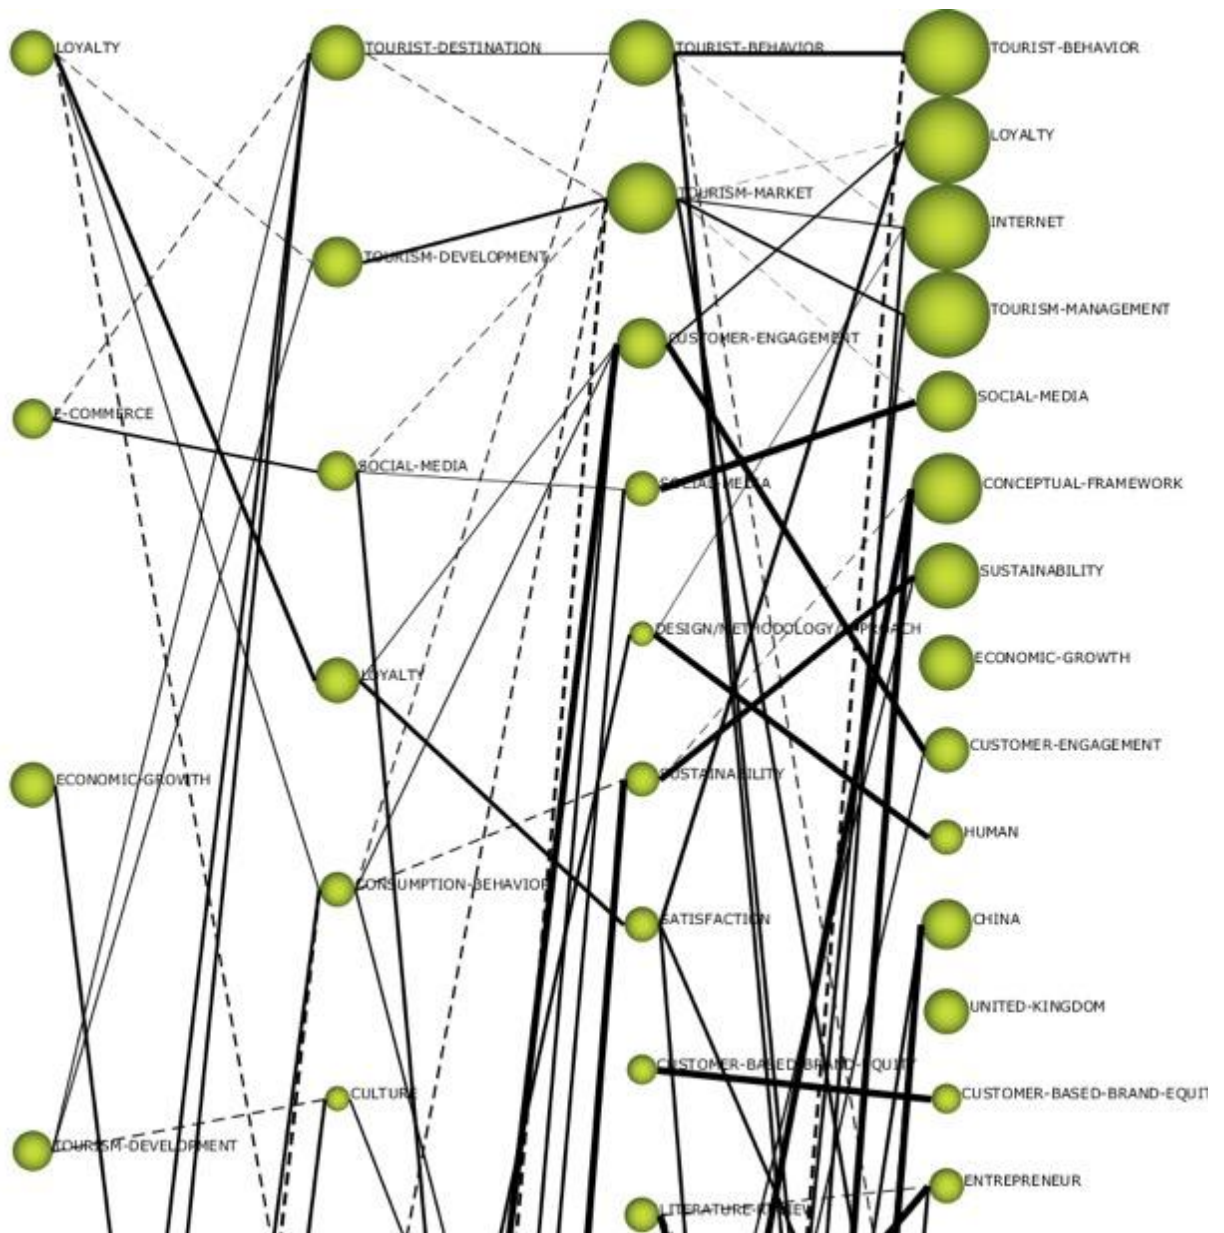 LOYALTY
E-COMMERCE
ECONOMIC-GROWTH
TOURISM-DEVELOPMENT
TOURIST-DESTINATION
TOURISM-DEVELOPMENT
SOCIAL-MEDIA
LOYALTY
CONSUMPTION-BEHAVIOR
CULTURE
TOURIST-BEHAVIOR
TOURISM-MARKET
CUSTOMER-ENGAGEMENT
SOCIAL-MEDIA
DESIGN/METHODOLOGY/APPROACH
SUSTAINABILITY
SATISFACTION
CUSTOMER-BASED-BRAND-EQUITY
LITERATURE-REVIEW
TOURIST-BEHAVIOR
LOYALTY
INTERNET
TOURISM-MANAGEMENT
SOCIAL-MEDIA
CONCEPTUAL-FRAMEWORK
SUSTAINABILITY
ECONOMIC-GROWTH
CUSTOMER-ENGAGEMENT
HUMAN
CHINA
UNITED-KINGDOM
CUSTOMER-BASED-BRAND-EQUIT
ENTREPRENEUR